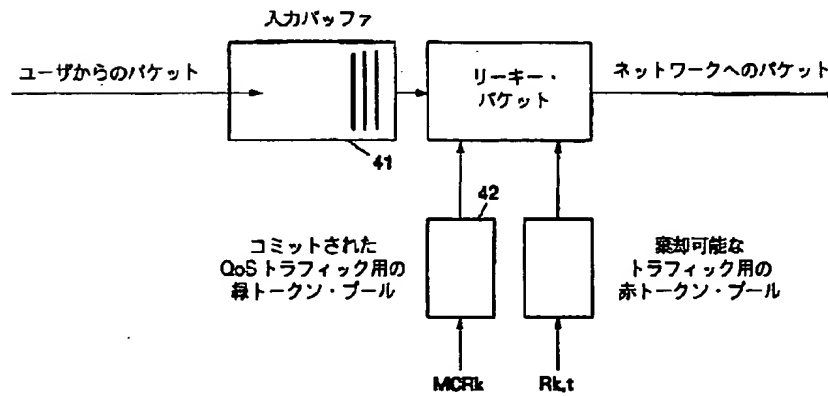 入力バッファ
ユーザからのパケット
リーキー・
バケット
ネットワークへのパケット
41
42
コミットされた
QoSトラフィック用の
緑トークン・プール
棄却可能な
トラフィック用の
赤トークン・プール
MCRk
Rk,t